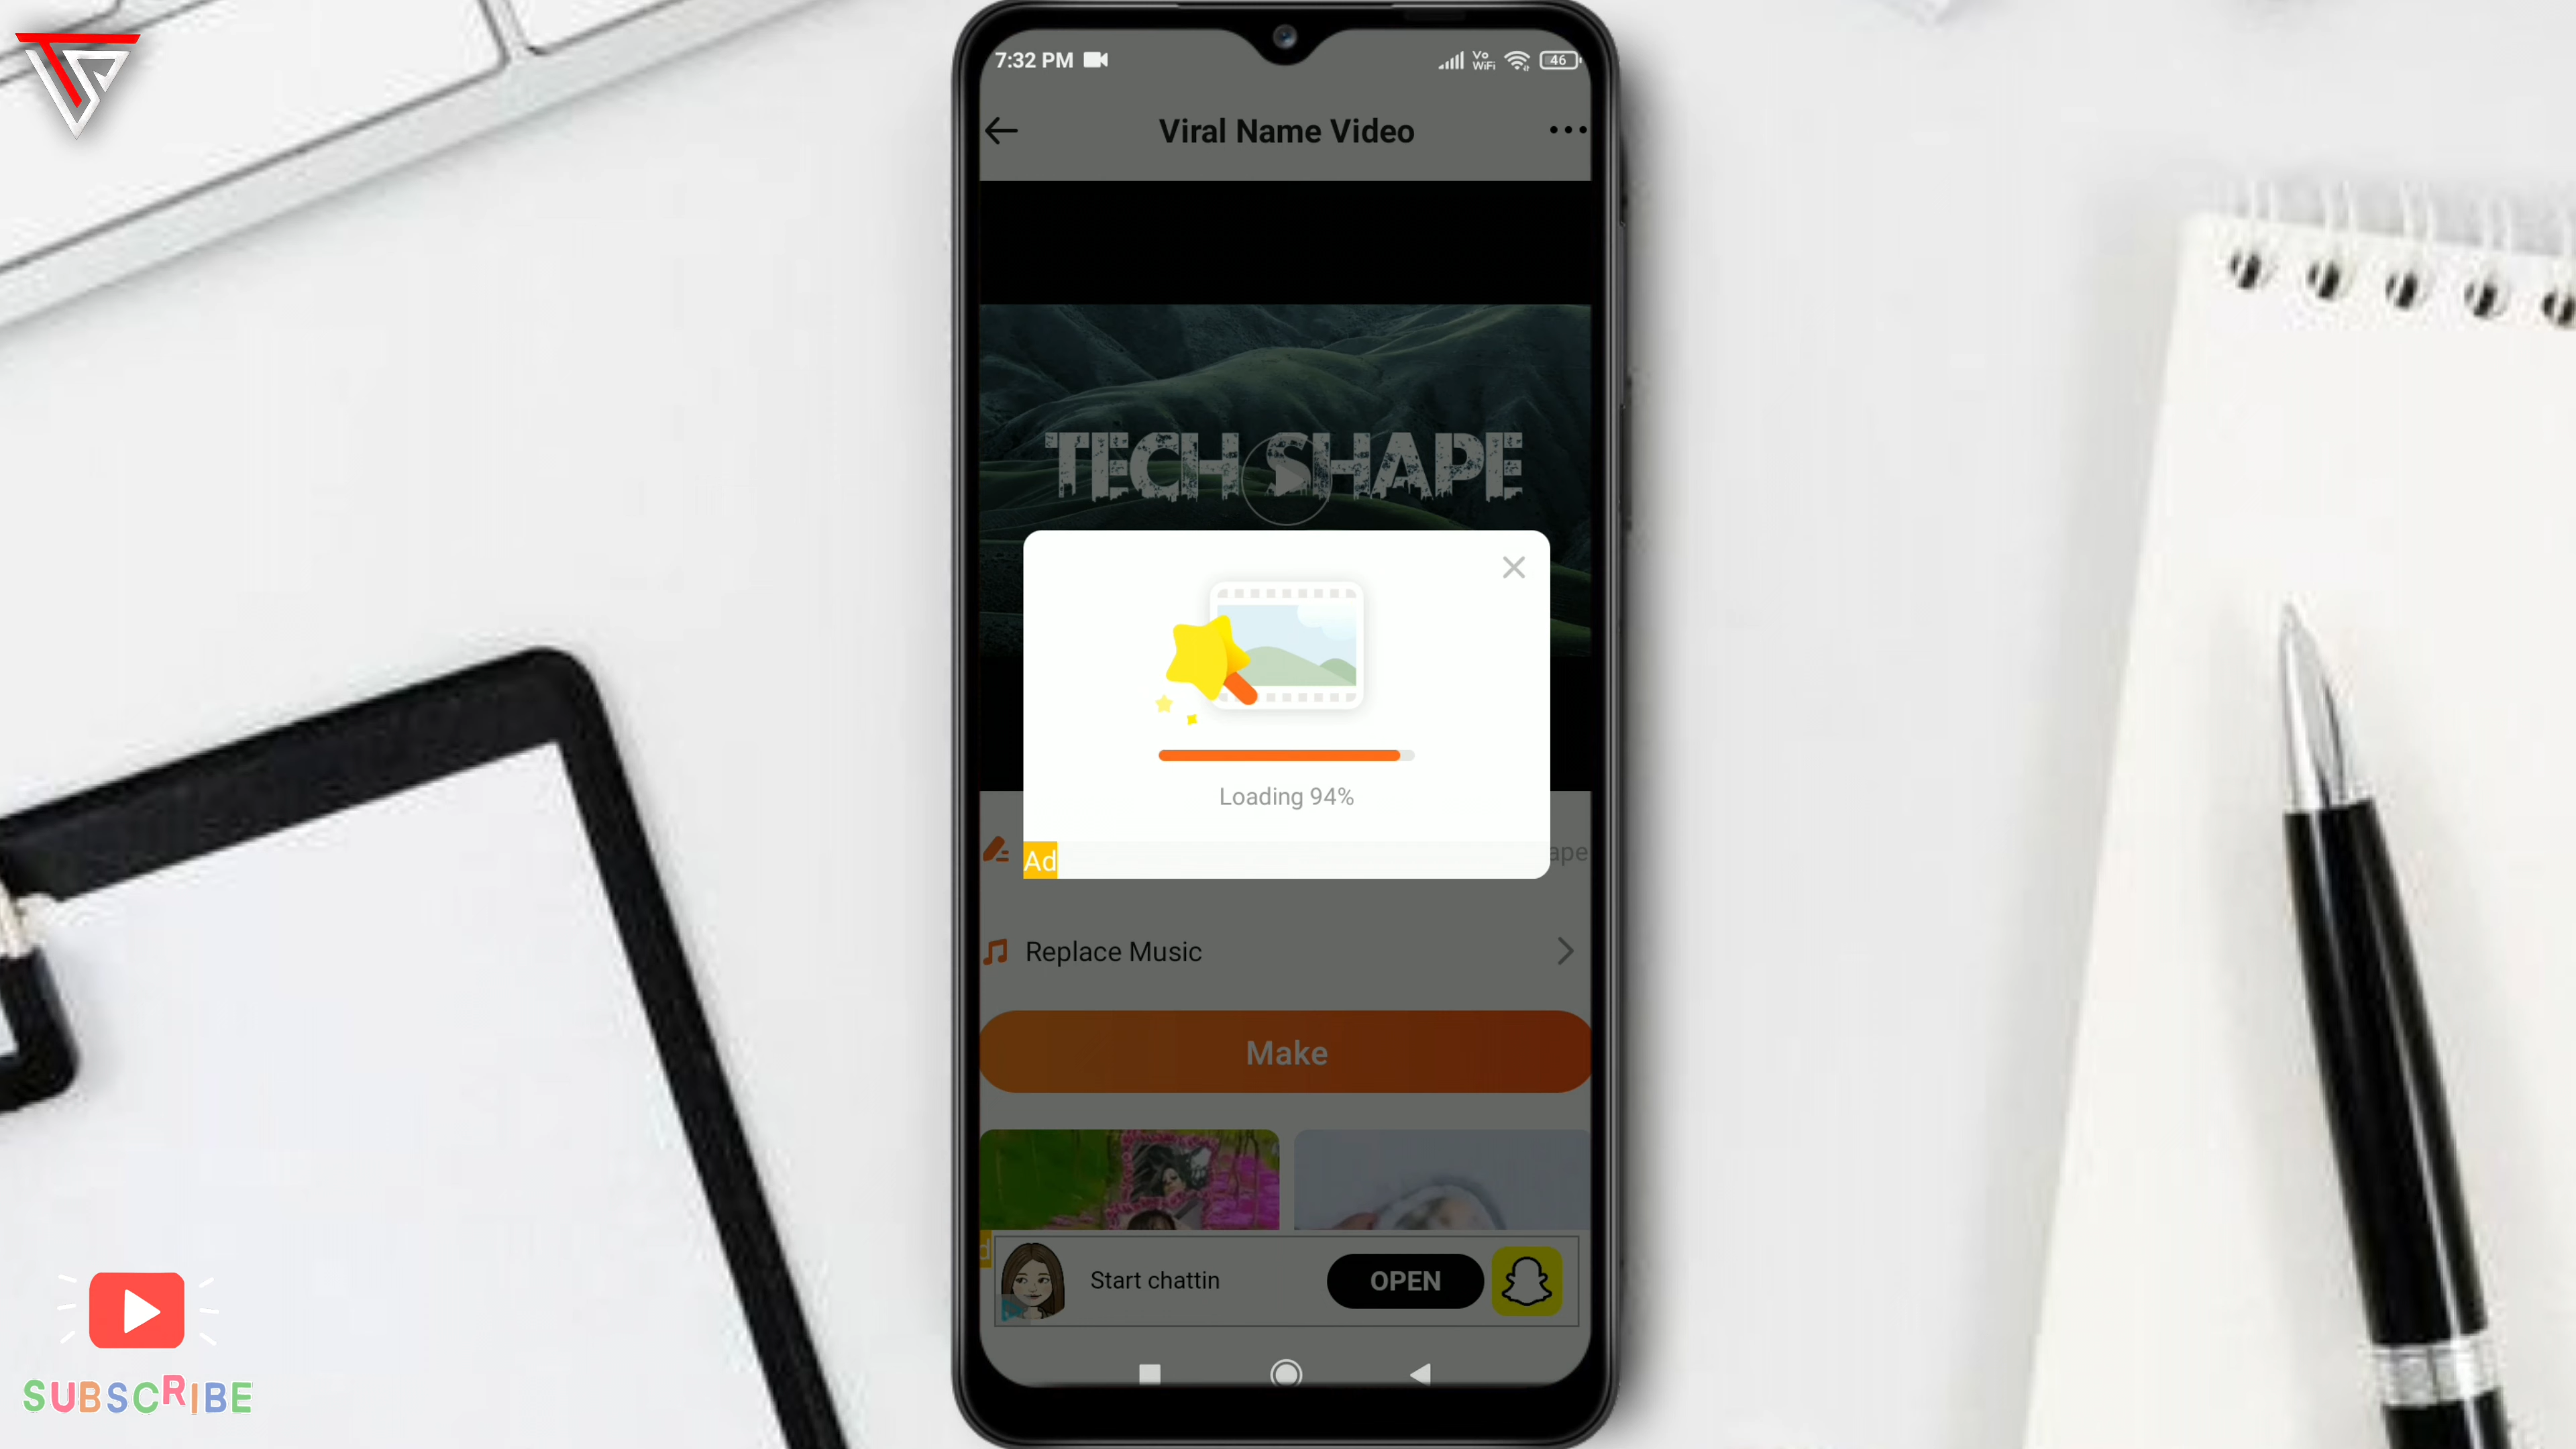 7:32 PM
Vo
WiFi
46
Viral Name Video
TECH SHAPE
Loading 94%
Ad
ape
Replace Music
Make
d
Start chattin
OPEN
SUBSCRIBE